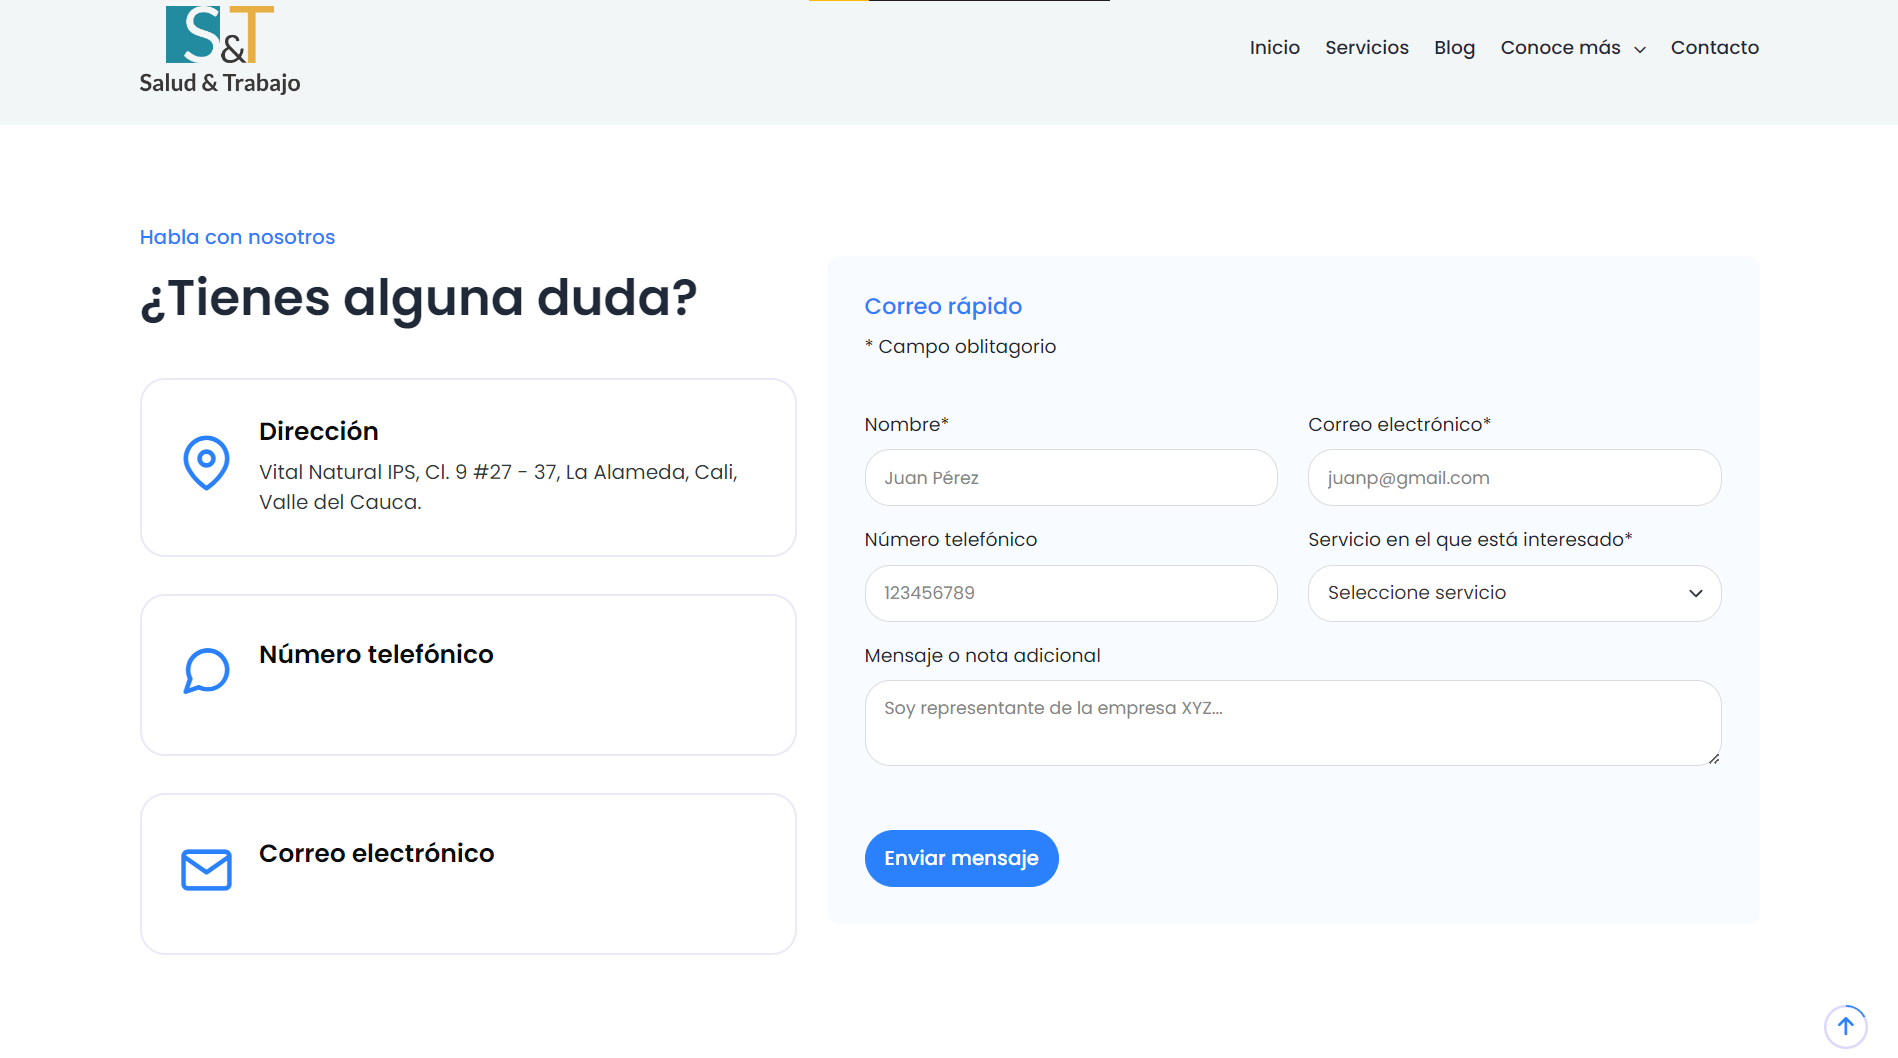 S&T
Salud & Trabajo
Inicio
Servicios
Blog
Conoce más
Contacto
Habla con nosotros
¿Tienes alguna duda?
Dirección
Vital Natural IPS, Cl. 9 #27 - 37, La Alameda, Cali,
Valle del Cauca.
Número telefónico
Correo electrónico
Correo rápido
* Campo oblitagorio
Nombre*
Correo electrónico*
Juan Pérez
juanp@gmail.com
Número telefónico
Servicio en el que está interesado*
123456789
Seleccione servicio
Mensaje o nota adicional
Soy representante de la empresa XYZ...
Enviar mensaje